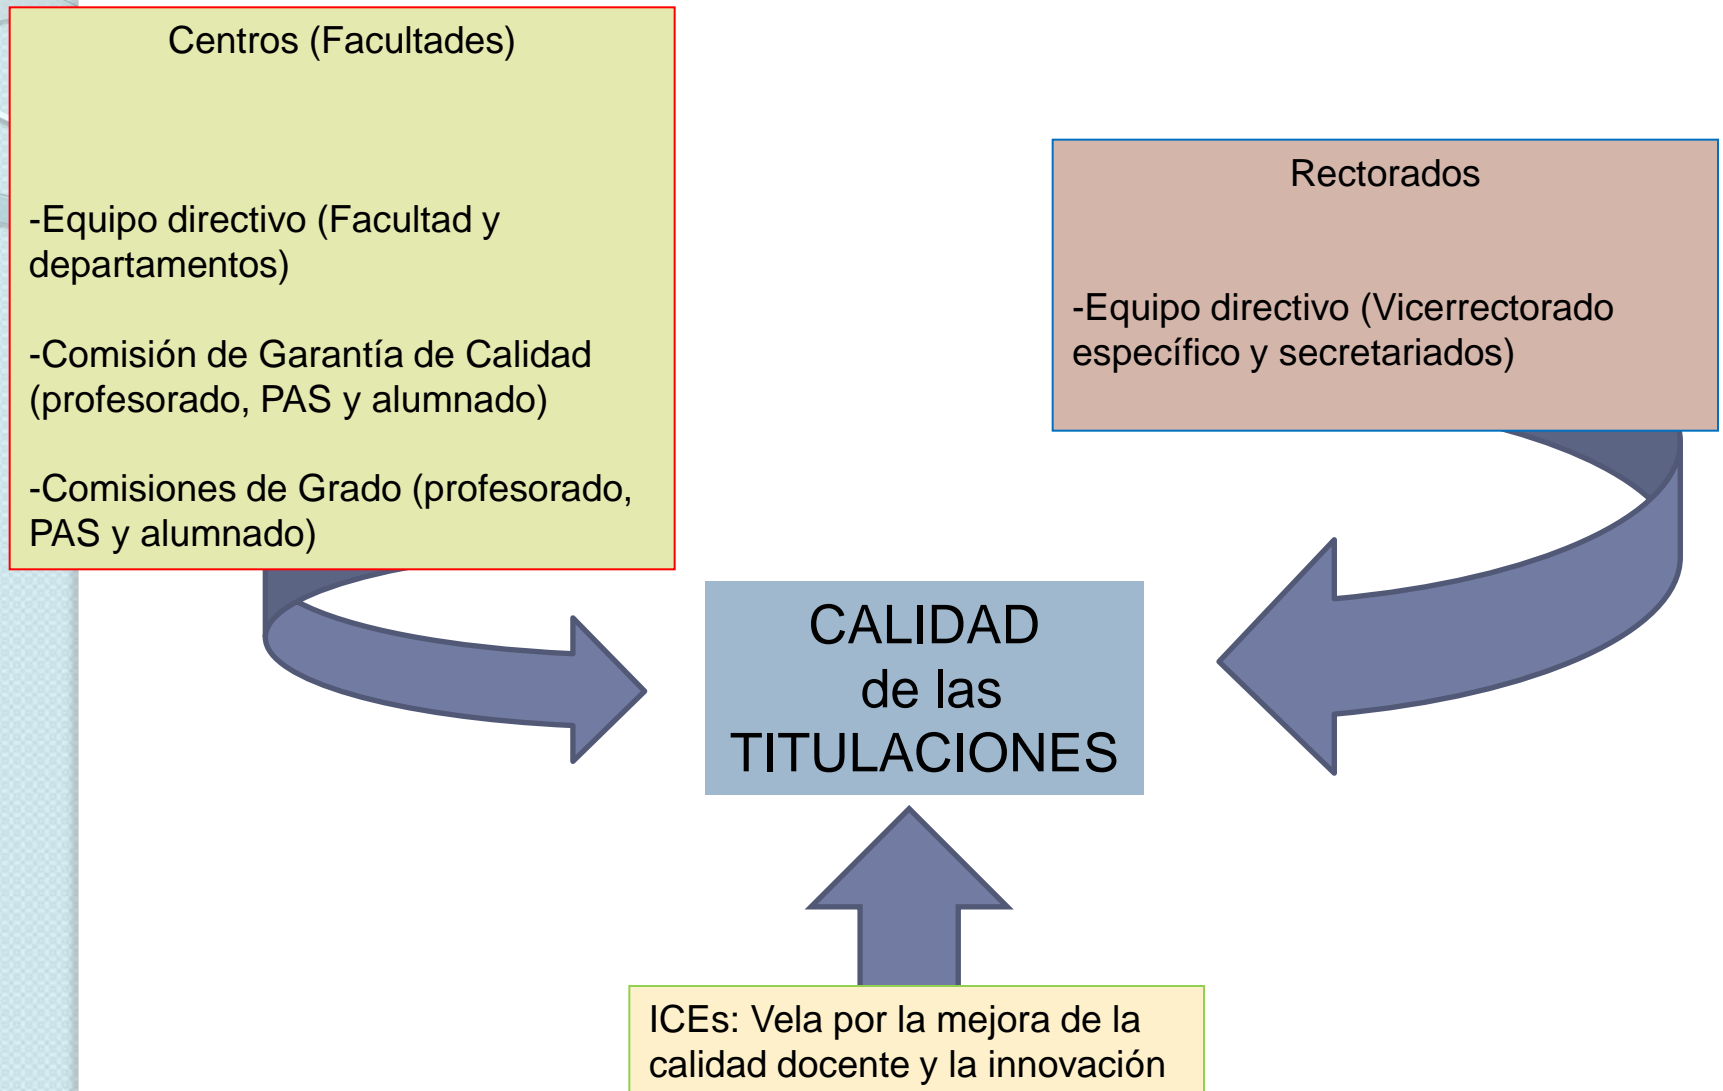 Centros (Facultades)
-Equipo directivo (Facultad y
departamentos)
-Comisión de Garantía de Calidad
(profesorado, PAS y alumnado)
-Comisiones de Grado (profesorado,
PAS y alumnado)
Rectorados
-Equipo directivo (Vicerrectorado
específico y secretariados)
CALIDAD
de las
TITULACIONES
ICEs: Vela por la mejora de la
calidad docente y la innovación